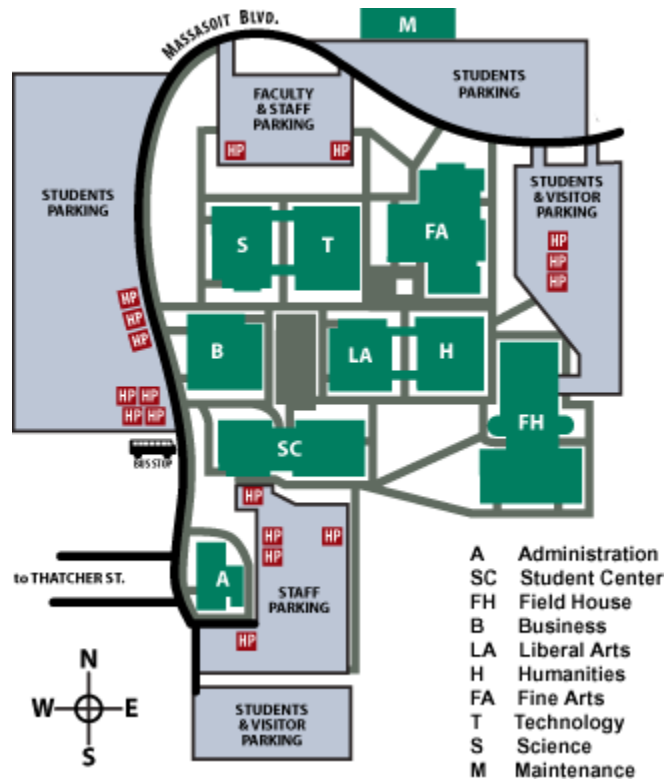 MASSASOIT BLVD.
M
STUDENTS
PARKING
FACULTY
& STAFF
PARKING
HP
HP
STUDENTS
& VISITOR
PARKING
STUDENTS
PARKING
S
T
FA
HP
HP
HP
HP
HP
HP
B
LA
H
HP HP
HP HP
FH
SC
BUS STOP
HP
HP
HP
HP
A
to THATCHER ST.
STAFF
PARKING
HP
N
W
E
S
STUDENTS
& VISITOR
PARKING
A Administration
SC Student Center
FH Field House
B Business
LA Liberal Arts
H Humanities
FA Fine Arts
T Technology
S Science
M Maintenance